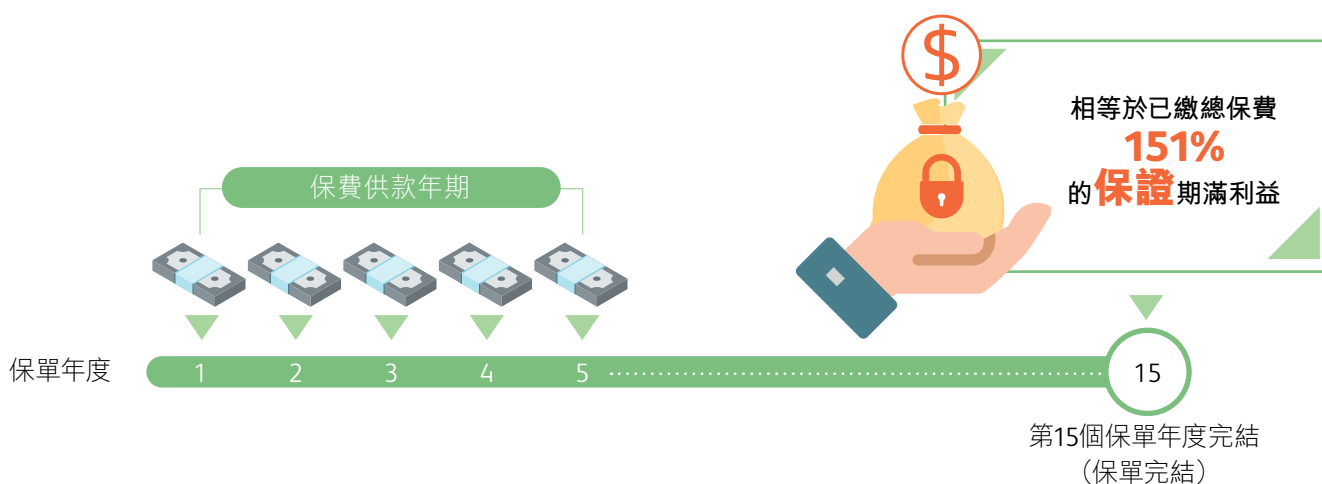 $
相等於已繳總保費
151%
的保證期滿利益
保費供款年期
保單年度 1 2 3 4 5 15
第15個保單年度完結
（保單完結）